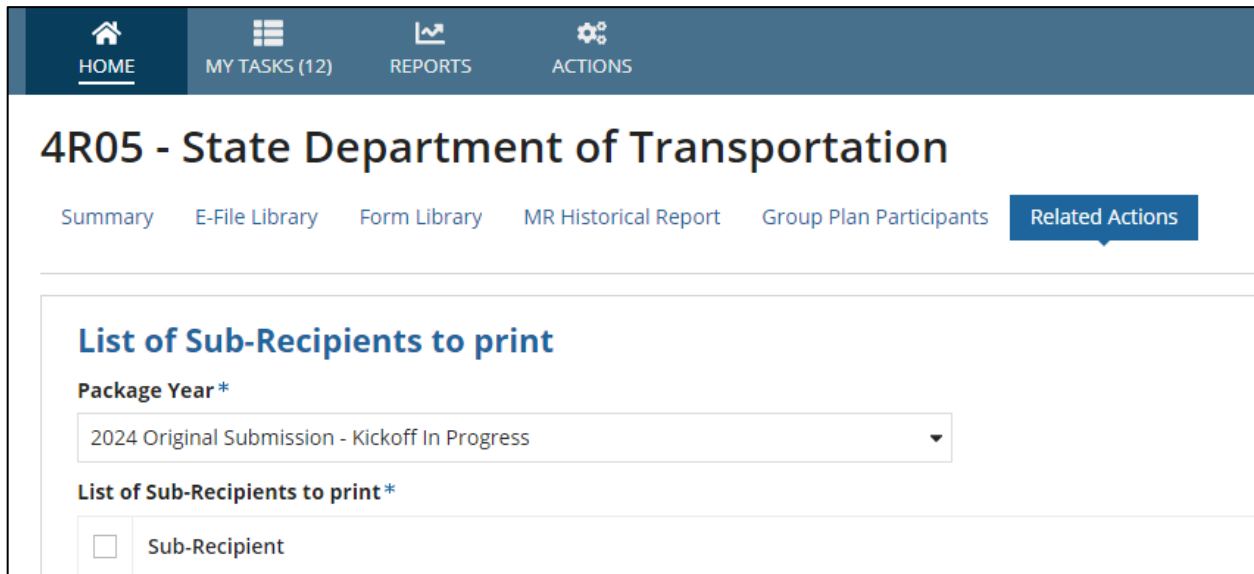 HOME MY TASKS (12) REPORTS ACTIONS
4R05 - State Department of Transportation
Summary E-File Library Form Library MR Historical Report Group Plan Participants Related Actions
List of Sub-Recipients to print
Package Year *
2024 Original Submission - Kickoff In Progress
List of Sub-Recipients to print *
Sub-Recipient